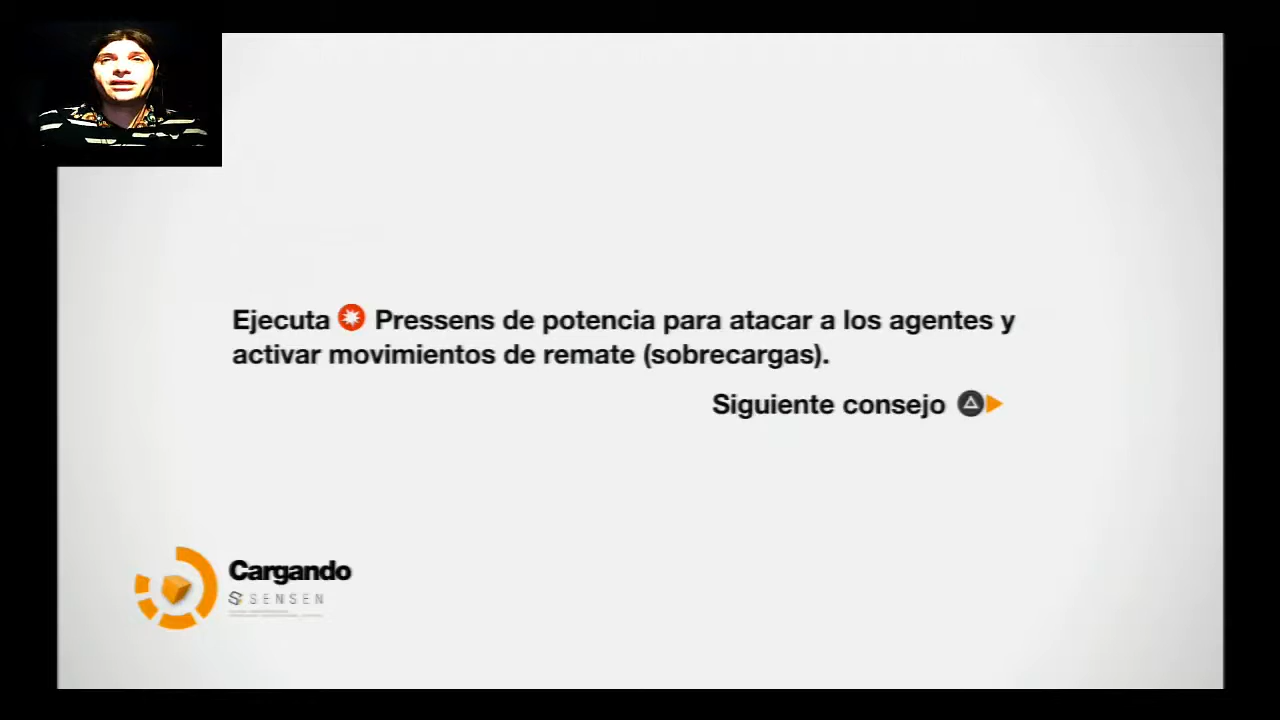 Ejecuta Pressens de potencia para atacar a los agentes y
activar movimientos de remate (sobrecargas).
Siguiente consejo
Cargando
SENSEN